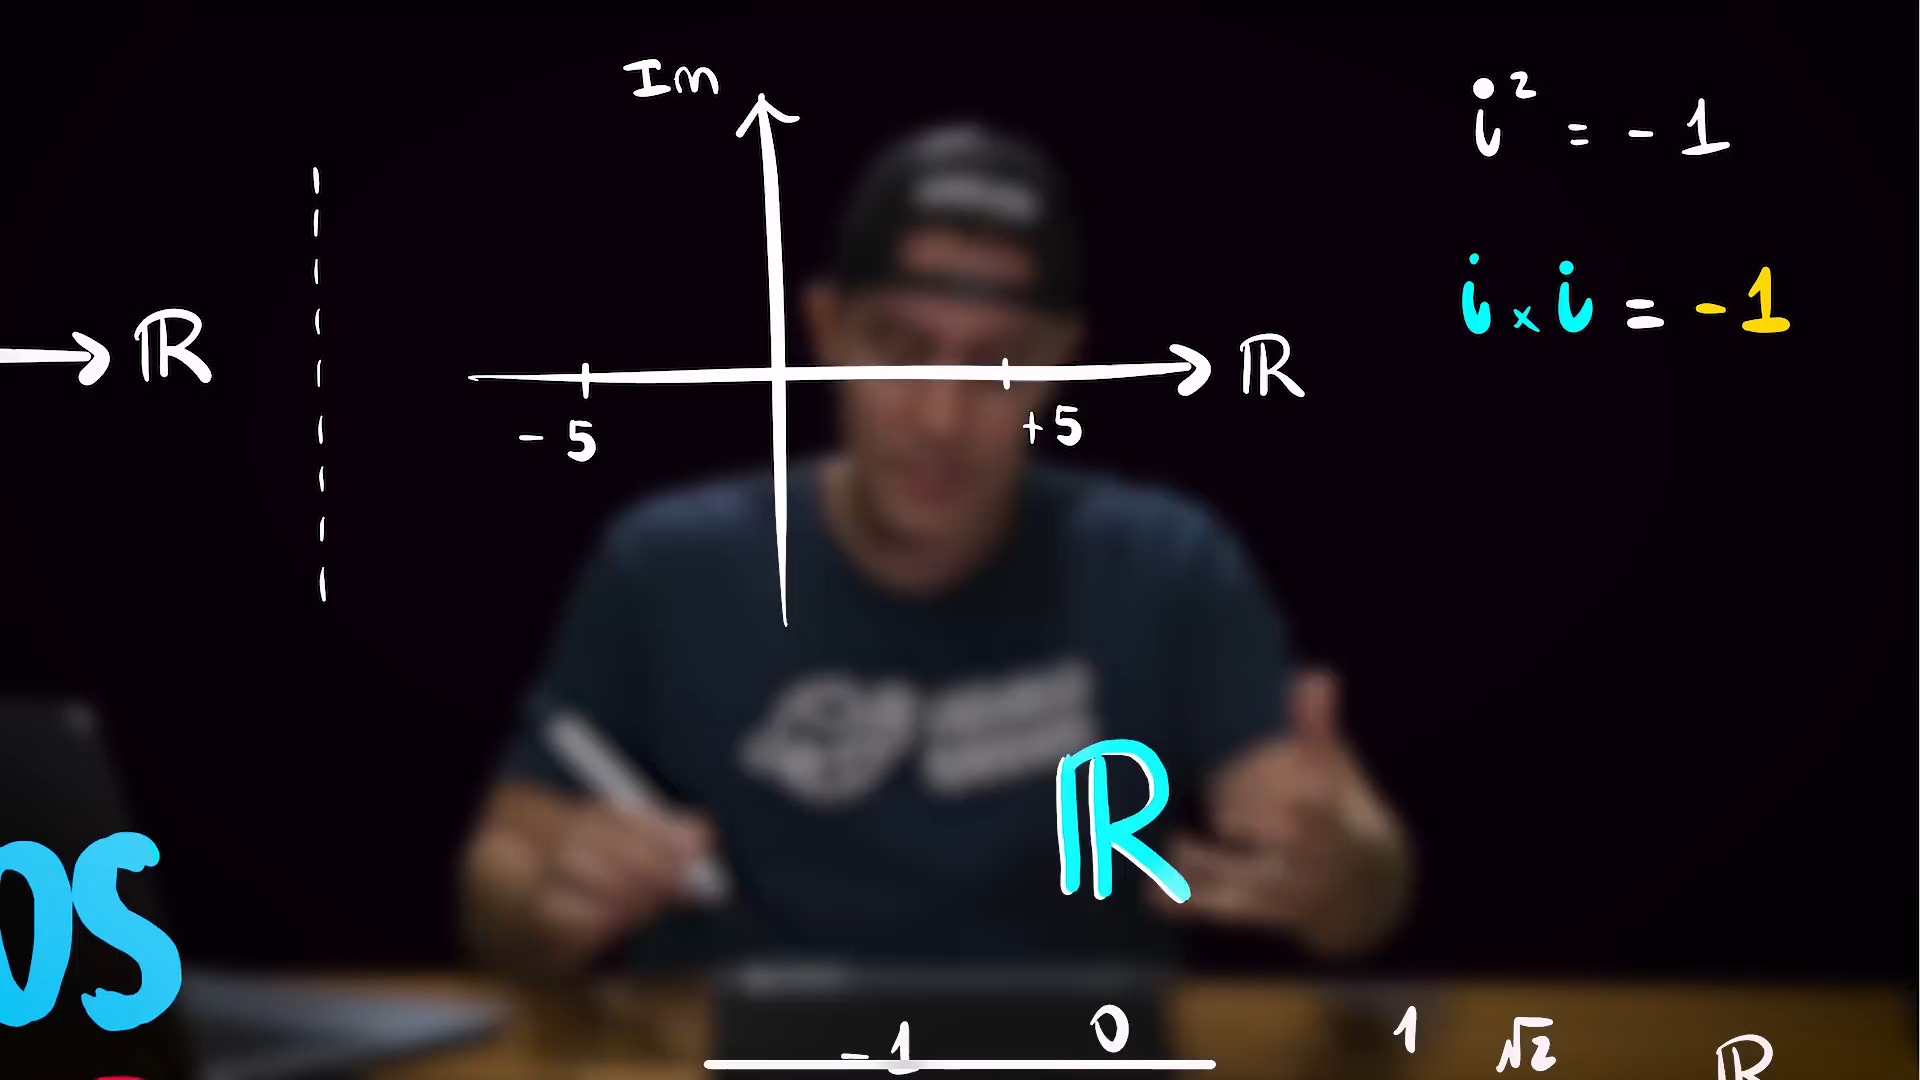 Im
i² = -1
i x i = -1
ℝ
ℝ
-5
+5
ℝ
OS
-1 0 1 √2 ℝ